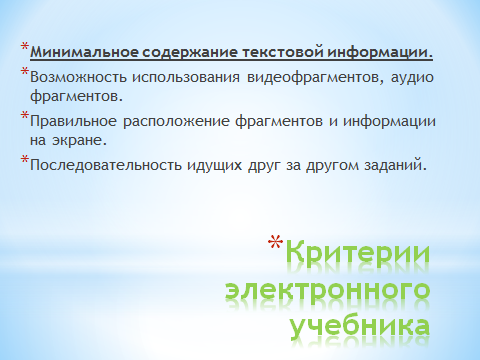 *Минимальное содержание текстовой информации.
*Возможность использования видеофрагментов, аудио
фрагментов.
*Правильное расположение фрагментов и информации
на экране.
*Последовательность идущих друг за другом заданий.
*Критерии
электронного
учебника